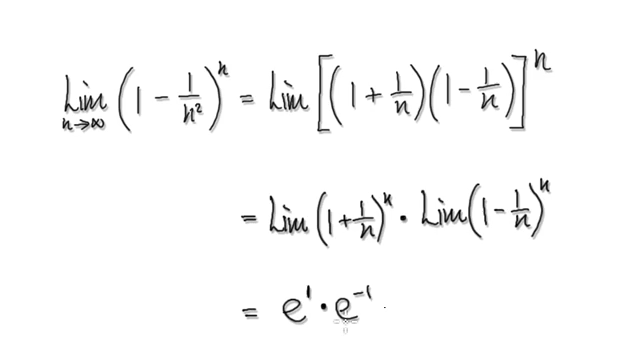 Lim n→∞ (1 - 1/n²)ⁿ = Lim [(1 + 1/n)(1 - 1/n)]ⁿ
= Lim (1 + 1/n)ⁿ · Lim (1 - 1/n)ⁿ
= e¹ · e⁻¹